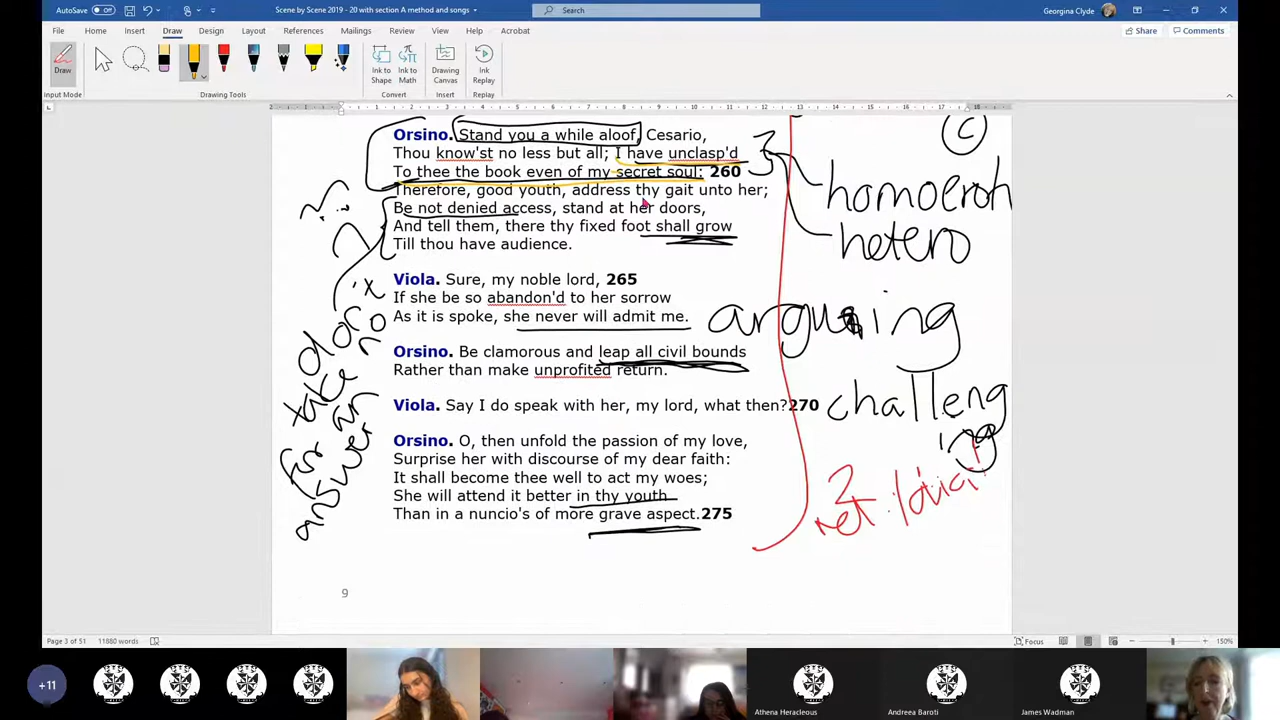 AutoSave Off
Scene by Scene 2019 - 20 with section A method and songs
Search
Georgina Clyde
File Home Insert Draw Design Layout References Mailings Review View Help Acrobat
Share Comments
Draw
Ink to Shape
Ink to Math
Drawing Canvas
Ink Replay
Input Mode
Drawing Tools
Convert
Insert
Replay
Orsino. Stand you a while aloof, Cesario,
Thou know'st no less but all; I have unclasp'd
To thee the book even of my secret soul: 260
Therefore, good youth, address thy gait unto her;
Be not denied access, stand at her doors,
And tell them, there thy fixed foot shall grow
Till thou have audience.
Viola. Sure, my noble lord, 265
If she be so abandon'd to her sorrow
As it is spoke, she never will admit me.
Orsino. Be clamorous and leap all civil bounds
Rather than make unprofited return.
Viola. Say I do speak with her, my lord, what then? 270
Orsino. O, then unfold the passion of my love,
Surprise her with discourse of my dear faith:
It shall become thee well to act my woes;
She will attend it better in thy youth
Than in a nuncio's of more grave aspect. 275
9
don't
take no
for an
answer
C
homoeroti
hetero
arguing
challeng
ing
Page 3 of 51 11880 words
Focus
150%
+11
Athena Heracleous
Andreea Baroti
James Wadman